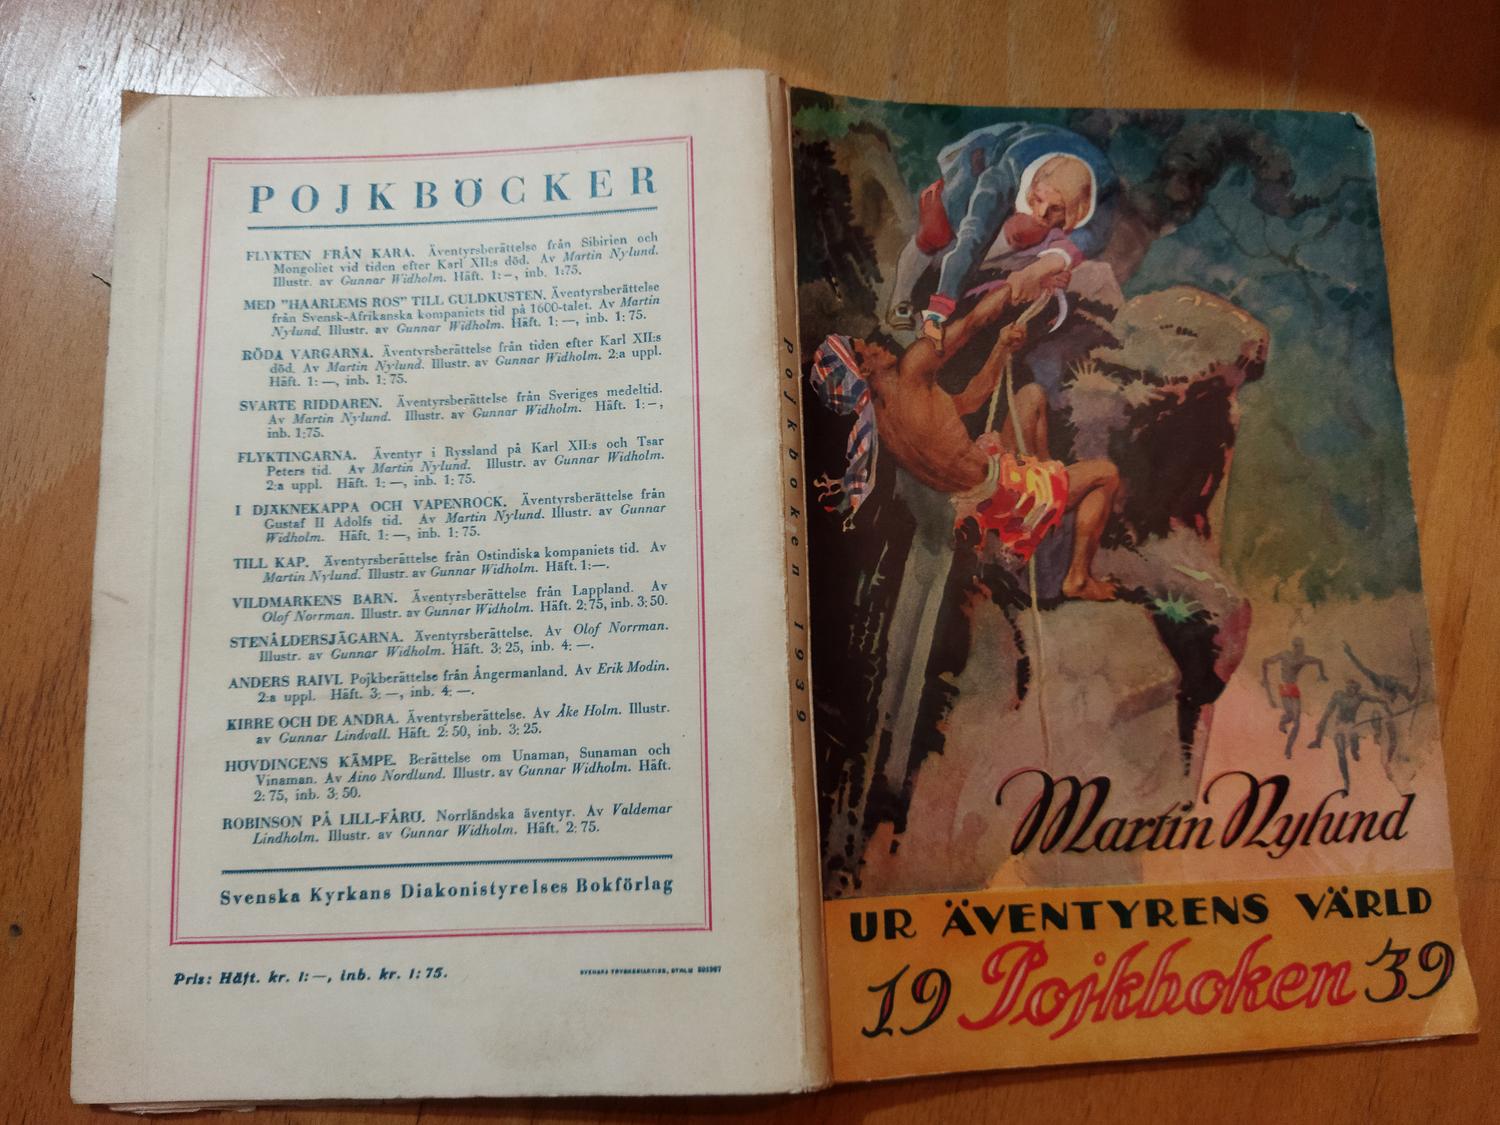 POJKBÖCKER
FLYKTEN FRÅN KARA. Äventyrsberättelse från Sibirien och
Mongoliet vid tiden efter Karl XII:s död. Av Martin Nylund.
Illustr. av Gunnar Widholm. Häft. 1:–, inb. 1:75.
MED "HAARLEMS ROS" TILL GULDKUSTEN. Äventyrsberättelse
från Svensk-Afrikanska kompaniets tid på 1600-talet. Av Martin
Nylund. Illustr. av Gunnar Widholm. Häft. 1: —, inb. 1: 75.
RÖDA VARGARNA. Äventyrsberättelse från tiden efter Karl XII:s
död. Av Martin Nylund. Illustr. av Gunnar Widholm. 2:a uppl.
Häft. 1: —, inb. 1: 75.
SVARTE RIDDAREN. Äventyrsberättelse från Sveriges medeltid.
Av Martin Nylund. Illustr. av Gunnar Widholm. Häft. 1: –,
inb. 1:75.
FLYKTINGARNA. Äventyr i Ryssland på Karl XII:s och Tsar
Peters tid. Av Martin Nylund. Illustr. av Gunnar Widholm.
2:a uppl. Häft. 1: —, inb. 1: 75.
I DJÄKNEKAPPA OCH VAPENROCK. Äventyrsberättelse från
Gustaf II Adolfs tid. Av Martin Nylund. Illustr. av Gunnar
Widholm. Häft. 1: —, inb. 1: 75.
TILL KAP. Äventyrsberättelse från Ostindiska kompaniets tid. Av
Martin Nylund. Illustr. av Gunnar Widholm. Häft. 1:—.
VILDMARKENS BARN. Äventyrsberättelse från Lappland. Av
Olof Norrman. Illustr. av Gunnar Widholm. Häft. 2: 75, inb. 3: 50.
STENÅLDERSJÄGARNA. Äventyrsberättelse. Av Olof Norrman.
Illustr. av Gunnar Widholm. Häft. 3: 25, inb. 4: —.
ANDERS RAIVI. Pojkberättelse från Ångermanland. Av Erik Modin.
2:a uppl. Häft. 3: —, inb. 4: —.
KIRRE OCH DE ANDRA. Äventyrsberättelse. Av Åke Holm. Illustr.
av Gunnar Lindvall. Häft. 2: 50, inb. 3: 25.
HÖVDINGENS KÄMPE. Berättelse om Unaman, Sunaman och
Vinaman. Av Aino Nordlund. Illustr. av Gunnar Widholm. Häft.
2: 75, inb. 3: 50.
ROBINSON PÅ LILL-FÅRÖ. Norrländska äventyr. Av Valdemar
Lindholm. Illustr. av Gunnar Widholm. Häft. 2: 75.
Svenska Kyrkans Diakonistyrelses Bokförlag
Pris: Häft. kr. 1: —, inb. kr. 1: 75.
SVENSKA TRYCKERIAKTIEB., STHLM
Pojkboken 1939
Martin Nylund
UR ÄVENTYRENS VÄRLD
19 Pojkboken 39